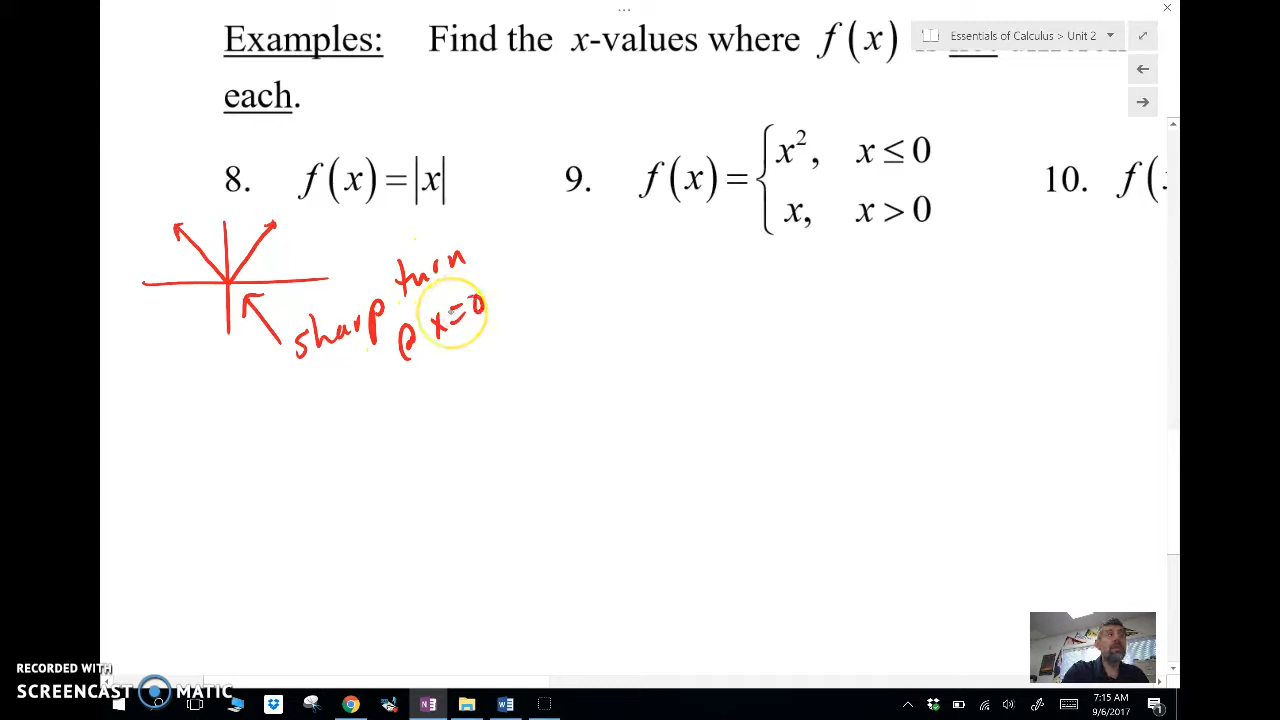 Essentials of Calculus > Unit 2
Examples: Find the x-values where f(x)
each.
8. f(x) = |x|
9. f(x) = { x², x ≤ 0
x, x > 0
10. f(
sharp turn
@ x=0
RECORDED WITH
SCREENCAST MATIC
7:15 AM
9/6/2017